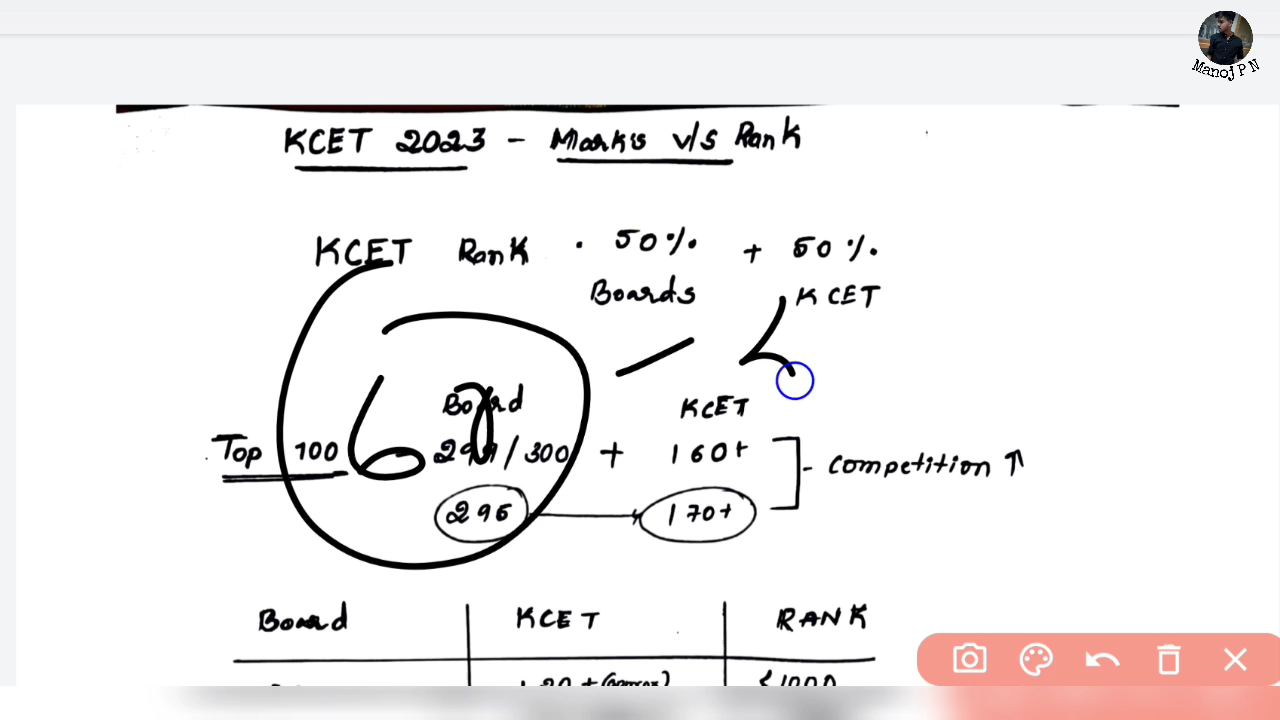 Manoj P N
KCET 2023 - Marks v/s Rank
KCET Rank · 50% + 50%
Boards KCET
60
Board KCET
Top 100 /300 + 160+ - competition ↑
296 170+
Board KCET RANK